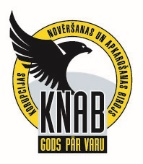 KORUPCIJAS NOVĒRŠANAS UN APKAROŠANAS BIROJS
KNAB
GODS PĀR VARU